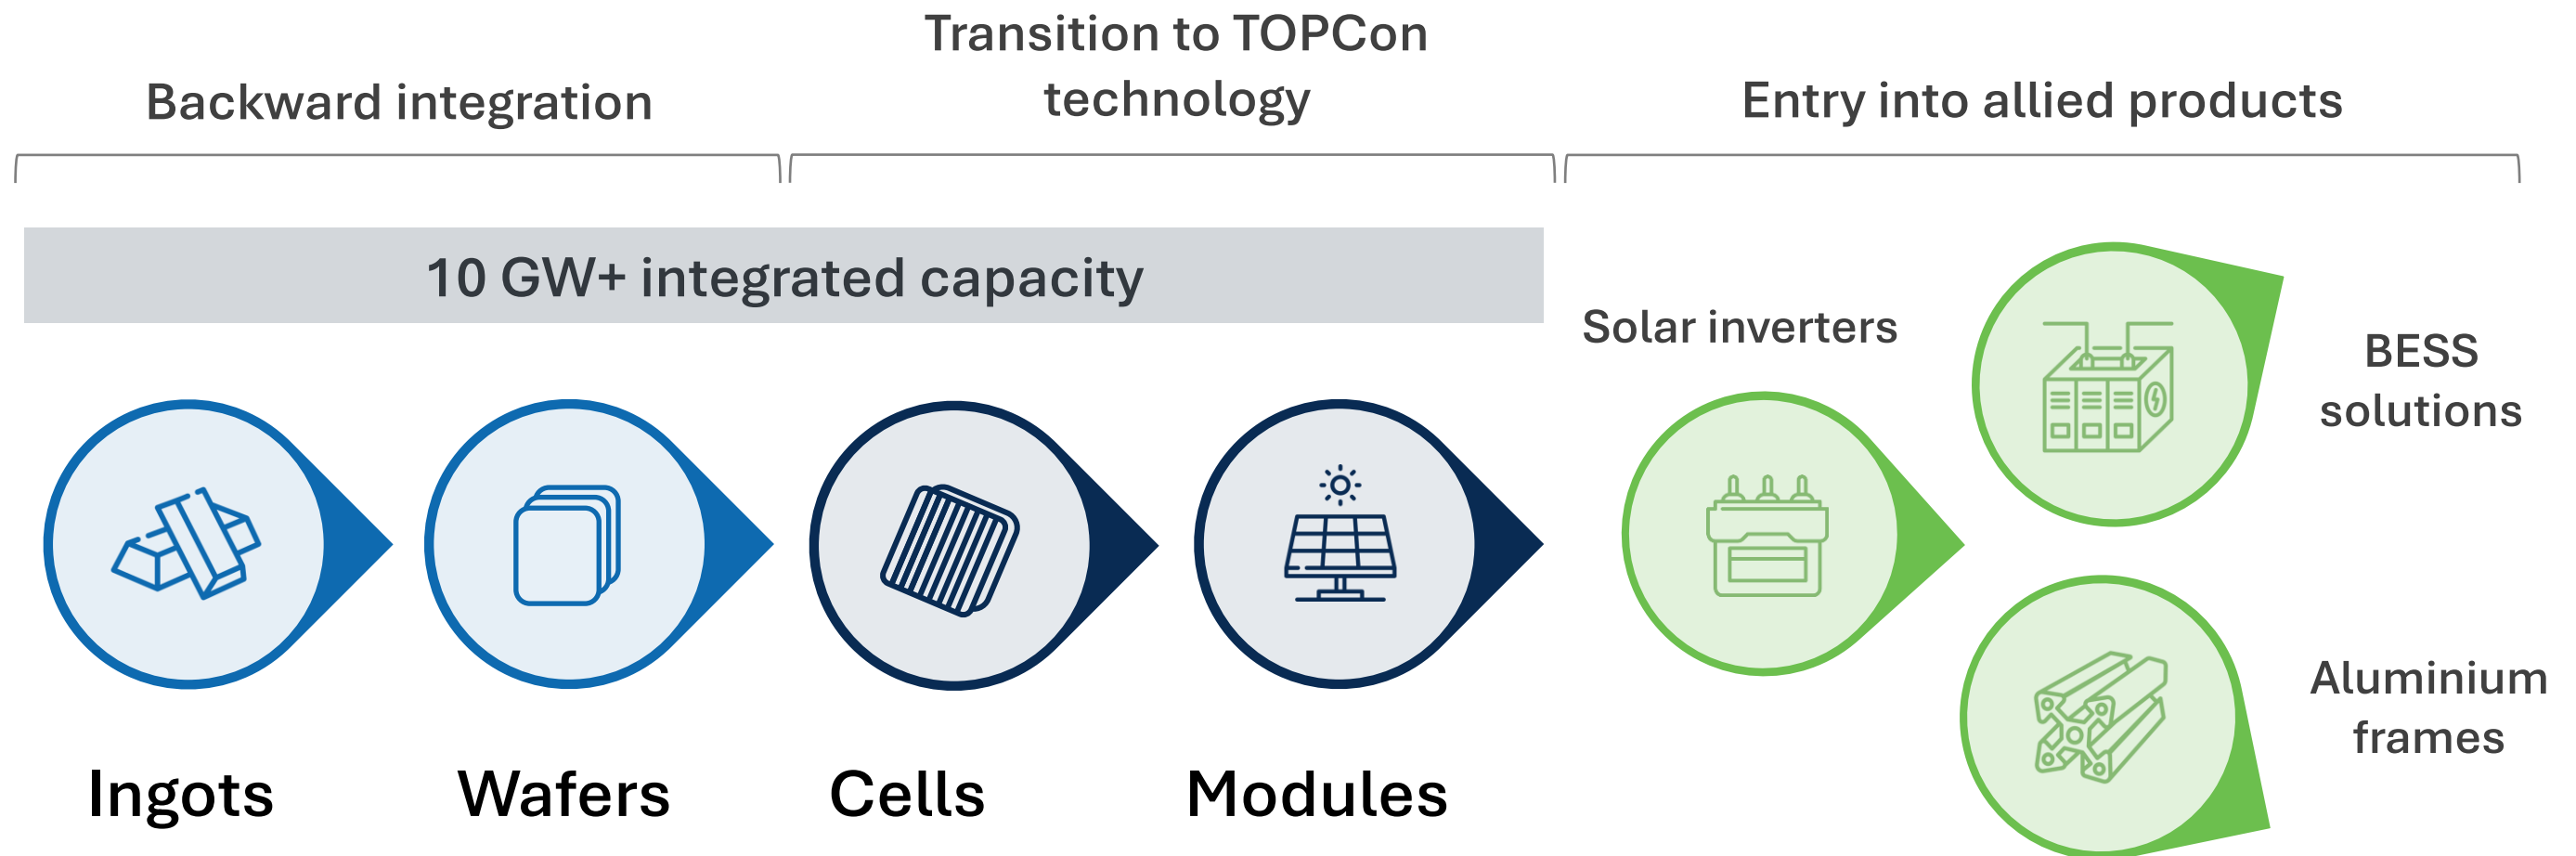 Backward integration
Transition to TOPCon
technology
Entry into allied products
10 GW+ integrated capacity
Solar inverters
BESS
solutions
Aluminium
frames
Ingots
Wafers
Cells
Modules